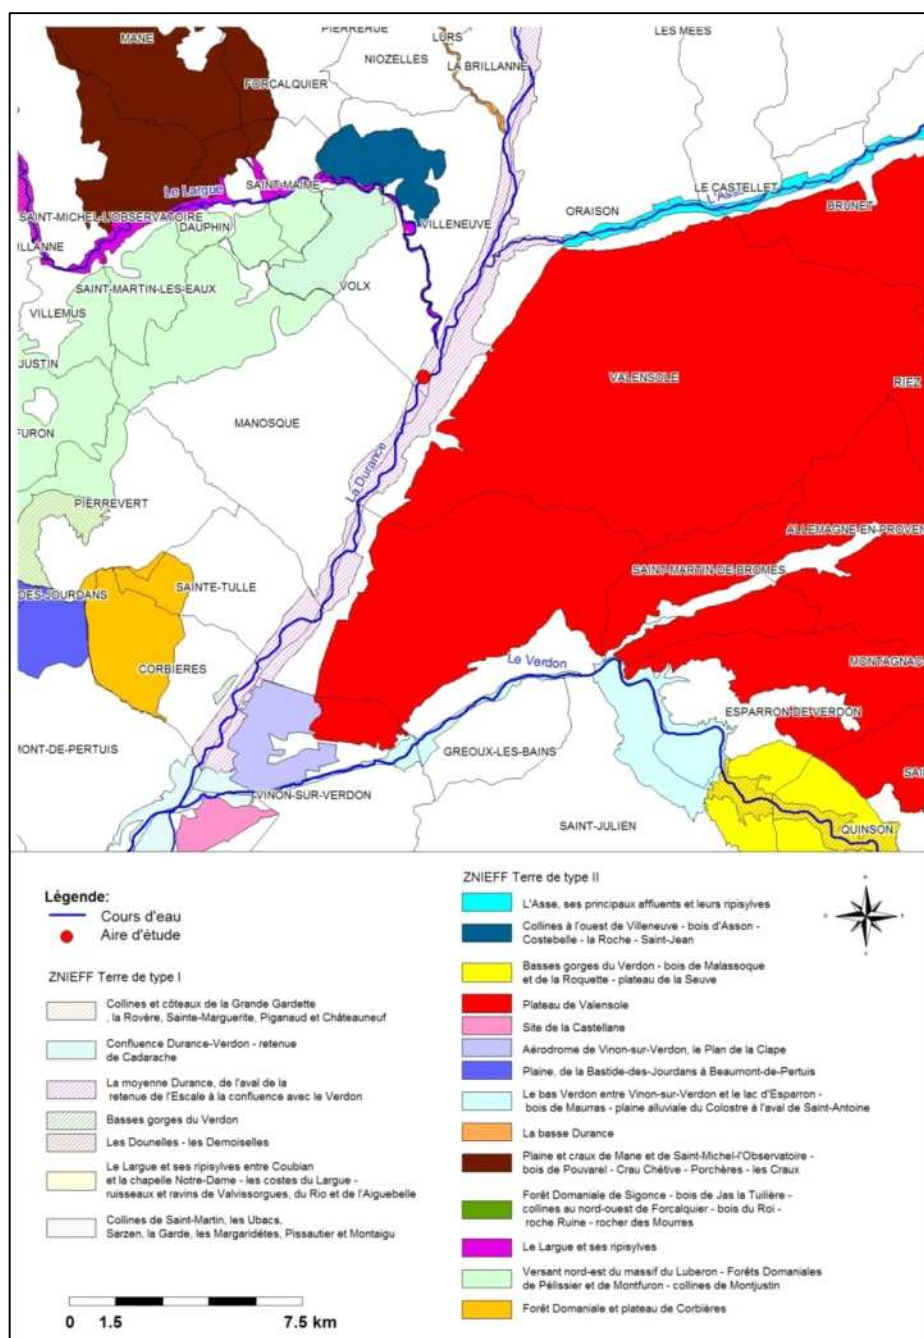 PIERRERUE
LURS
LES MEES
MANE
NIOZELLES
LA BRILLANNE
FORCALQUIER
Le Largue
SAINT-MAIME
LE CASTELLET
L'Asse
SAINT-MICHEL-L'OBSERVATOIRE
ORAISON
BRUNET
DAUPHIN
VILLENEUVE
ILLANNE
SAINT-MARTIN-LES-EAUX
VOLX
VILLEMUS
JUSTIN
VALENSOLE
RIEZ
MANOSQUE
FURON
La Durance
PIERREVERT
ALLEMAGNE-EN-PROVEN
SAINT-MARTIN-DE-BROMES
DES-JOURDANS
SAINTE-TULLE
CORBIERES
Le Verdon
MONTAGNAC
ESPARRON-DE-VERDON
MONT-DE-PERTUIS
GREOUX-LES-BAINS
SAI
VINON-SUR-VERDON
SAINT-JULIEN
QUINSON
Légende:
Cours d'eau
Aire d'étude
ZNIEFF Terre de type I
Collines et côteaux de la Grande Gardette
, la Rovère, Sainte-Marguerite, Piganaud et Châteauneuf
Confluence Durance-Verdon - retenue
de Cadarache
La moyenne Durance, de l'aval de la
retenue de l'Escale à la confluence avec le Verdon
Basses gorges du Verdon
Les Dounelles - les Demoiselles
Le Largue et ses ripisylves entre Coubian
et la chapelle Notre-Dame - les costes du Largue -
ruisseaux et ravins de Valvissorgues, du Rio et de l'Aiguebelle
Collines de Saint-Martin, les Ubacs,
Sarzen, la Garde, les Margaridètes, Pissautier et Montaigu
0 1.5 7.5 km
ZNIEFF Terre de type II
L'Asse, ses principaux affluents et leurs ripisylves
Collines à l'ouest de Villeneuve - bois d'Asson -
Costebelle - la Roche - Saint-Jean
Basses gorges du Verdon - bois de Malassoque
et de la Roquette - plateau de la Seuve
Plateau de Valensole
Site de la Castellane
Aérodrome de Vinon-sur-Verdon, le Plan de la Clape
Plaine, de la Bastide-des-Jourdans à Beaumont-de-Pertuis
Le bas Verdon entre Vinon-sur-Verdon et le lac d'Esparron -
bois de Maurras - plaine alluviale du Colostre à l'aval de Saint-Antoine
La basse Durance
Plaine et craux de Mane et de Saint-Michel-l'Observatoire -
bois de Pouvarel - Crau Chétive - Porchères - les Craux
Forêt Domaniale de Sigonce - bois de Jas la Tuilière -
collines au nord-ouest de Forcalquier - bois du Roi -
roche Ruine - rocher des Mourres
Le Largue et ses ripisylves
Versant nord-est du massif du Luberon - Forêts Domaniales
de Pélissier et de Montfuron - collines de Montjustin
Forêt Domaniale et plateau de Corbières